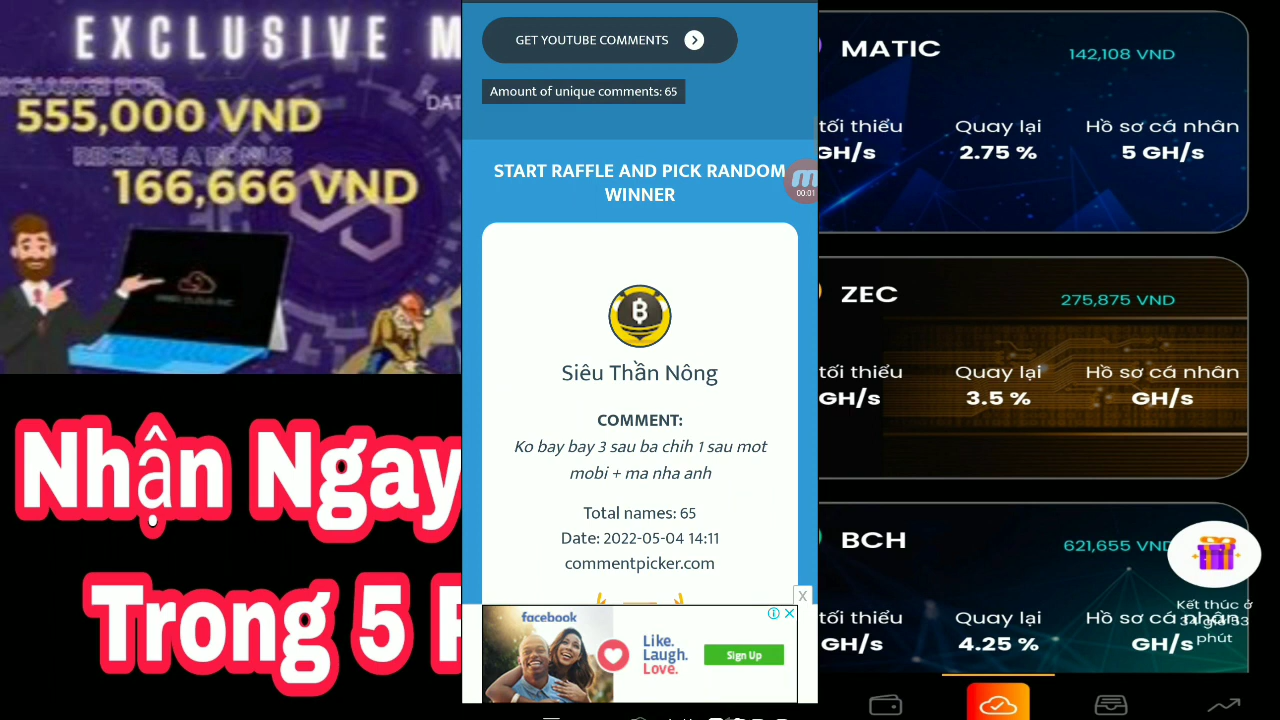 EXCLUSIVE M
555,000 VND
DAT
RECEIVE A BONUS
166,666 VND
Nhận Ngay
Trong 5 P
GET YOUTUBE COMMENTS
Amount of unique comments: 65
START RAFFLE AND PICK RANDOM
WINNER
00:01
Siêu Thần Nông
COMMENT:
Ko bay bay 3 sau ba chih 1 sau mot
mobi + ma nha anh
Total names: 65
Date: 2022-05-04 14:11
commentpicker.com
X
facebook
Like.
Laugh.
Love.
Sign Up
MATIC
142,108 VND
tối thiểu Quay lại Hồ sơ cá nhân
GH/s 2.75 % 5 GH/s
ZEC
275,875 VND
tối thiểu Quay lại Hồ sơ cá nhân
GH/s 3.5 % GH/s
BCH
621,655 VND
tối thiểu Quay lại Hồ sơ cá nhân
GH/s 4.25 % GH/s
Kết thúc ở
34 giờ 53
phút